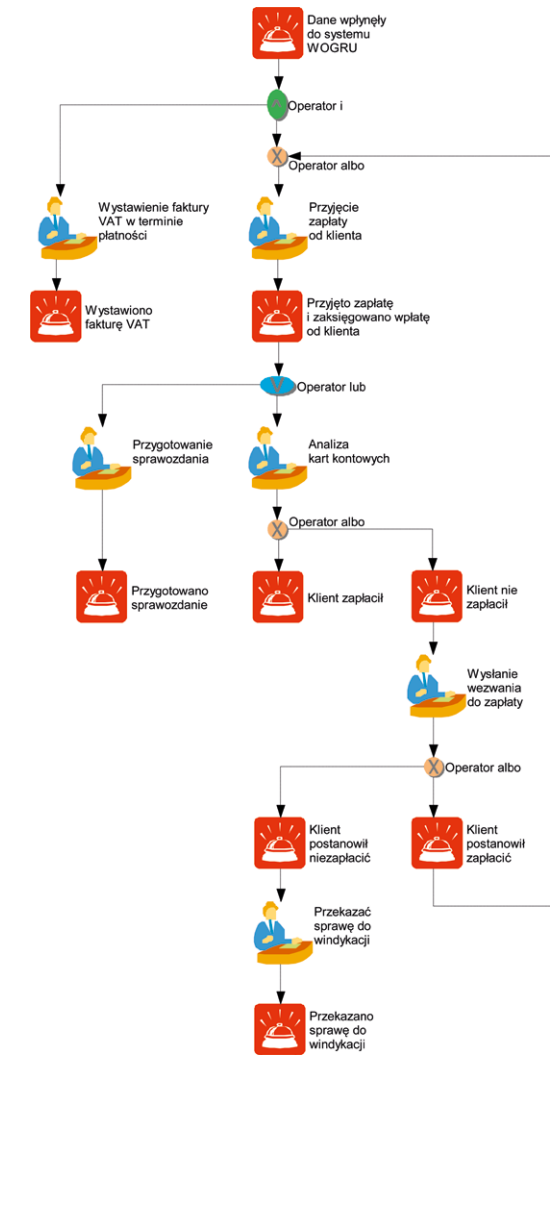 Dane wpłynęły
do systemu
WOGRU
Operator i
X
Operator albo
Wystawienie faktury
VAT w terminie
płatności
Przyjęcie
zapłaty
od klienta
Wystawiono
fakturę VAT
Przyjęto zapłatę
i zaksięgowano wpłatę
od klienta
V
Operator lub
Przygotowanie
sprawozdania
Analiza
kart kontowych
X
Operator albo
Przygotowano
sprawozdanie
Klient zapłacił
Klient nie
zapłacił
Wysłanie
wezwania
do zapłaty
X
Operator albo
Klient
postanowił
niezapłacić
Klient
postanowił
zapłacić
Przekazać
sprawę do
windykacji
Przekazano
sprawę do
windykacji